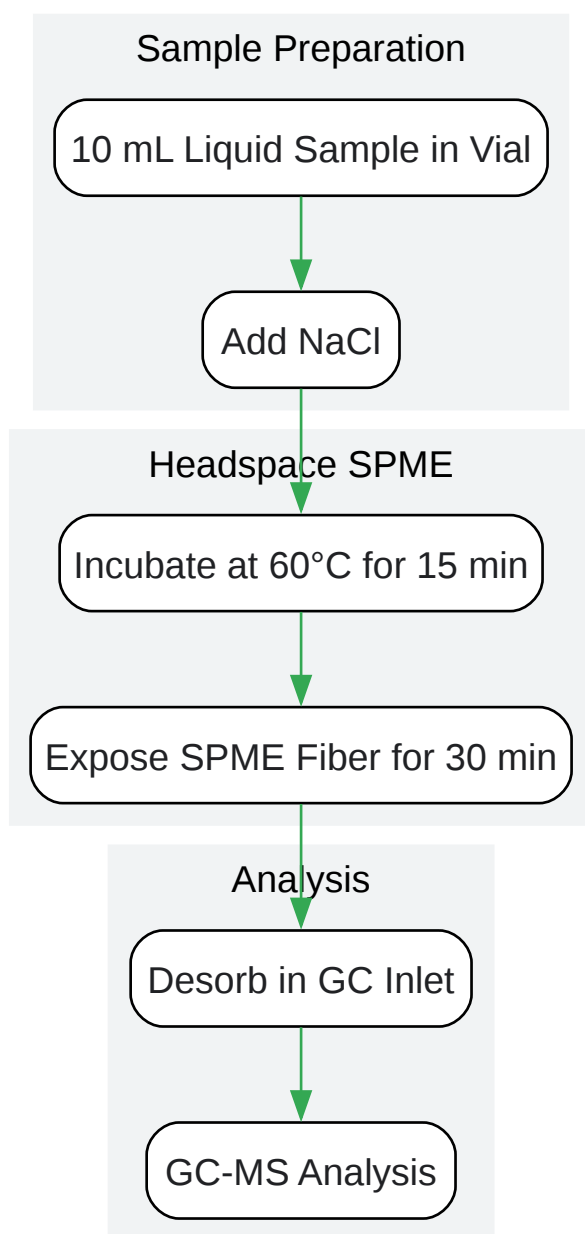 Sample Preparation
10 mL Liquid Sample in Vial
Add NaCl
Headspace SPME
Incubate at 60°C for 15 min
Expose SPME Fiber for 30 min
Analysis
Desorb in GC Inlet
GC-MS Analysis